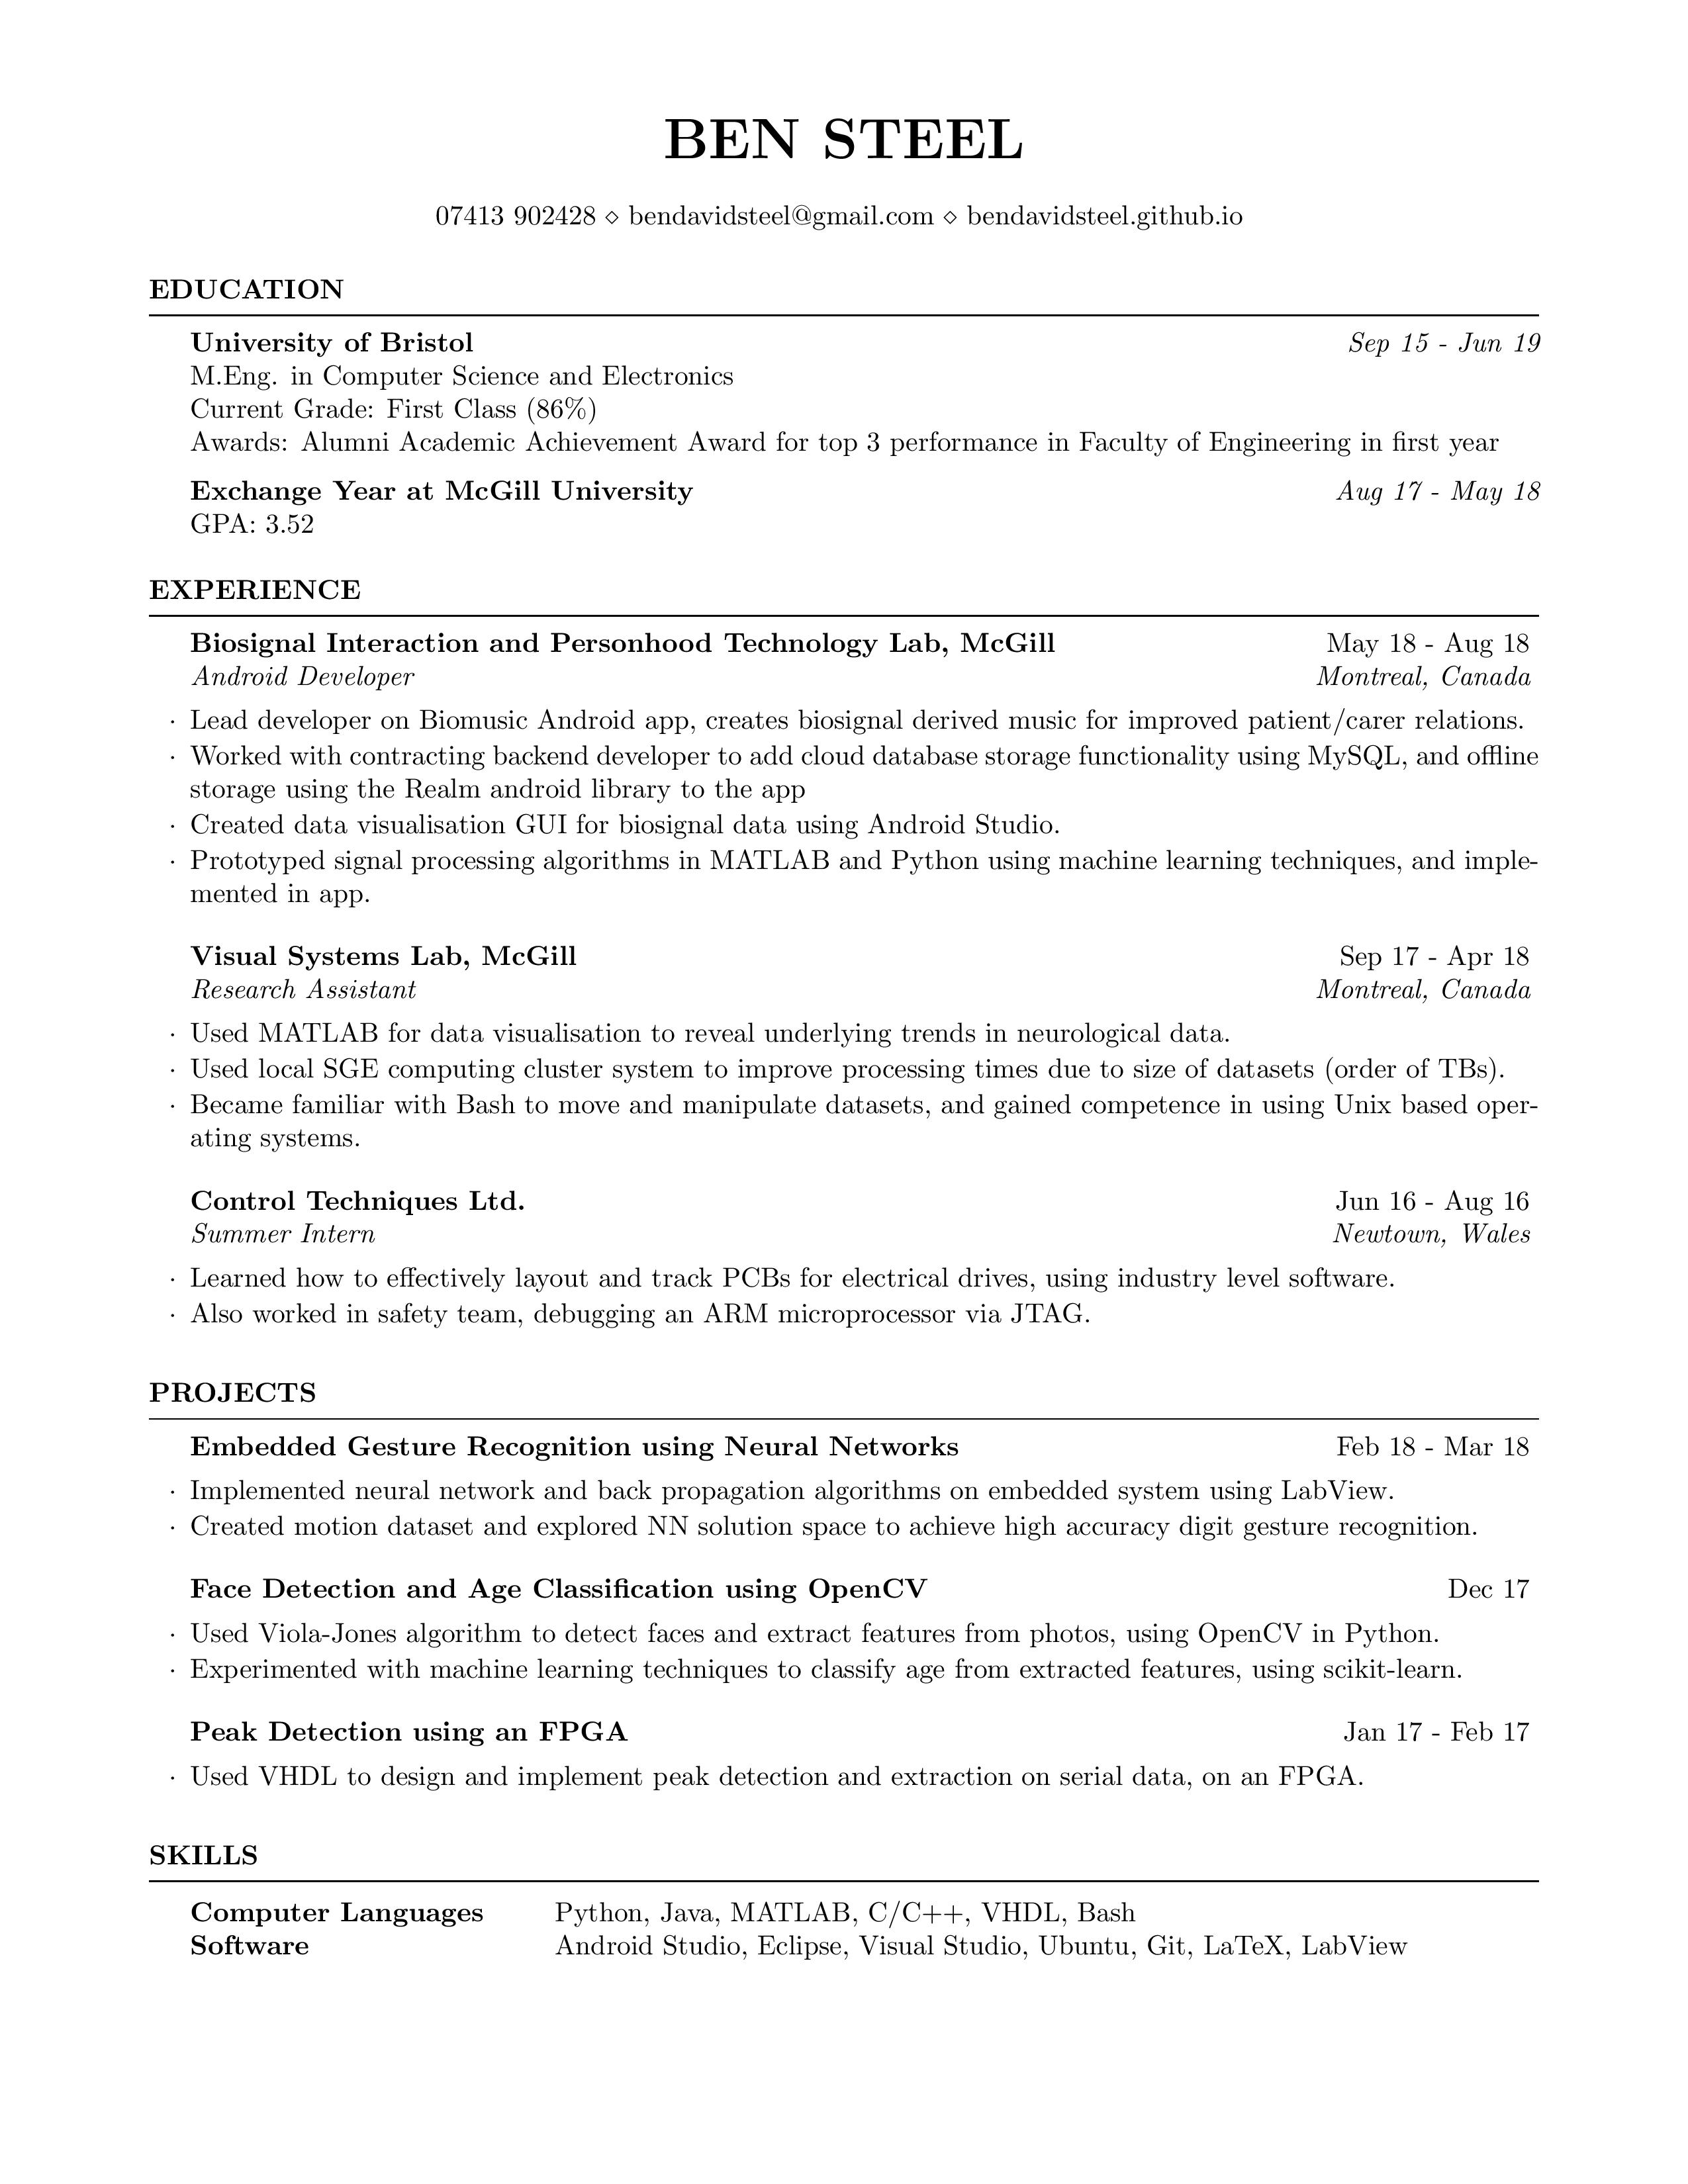 BEN STEEL
07413 902428 ⋄ bendavidsteel@gmail.com ⋄ bendavidsteel.github.io
EDUCATION
University of Bristol Sep 15 - Jun 19
M.Eng. in Computer Science and Electronics
Current Grade: First Class (86%)
Awards: Alumni Academic Achievement Award for top 3 performance in Faculty of Engineering in first year
Exchange Year at McGill University Aug 17 - May 18
GPA: 3.52
EXPERIENCE
Biosignal Interaction and Personhood Technology Lab, McGill May 18 - Aug 18
Android Developer Montreal, Canada
· Lead developer on Biomusic Android app, creates biosignal derived music for improved patient/carer relations.
· Worked with contracting backend developer to add cloud database storage functionality using MySQL, and offline
storage using the Realm android library to the app
· Created data visualisation GUI for biosignal data using Android Studio.
· Prototyped signal processing algorithms in MATLAB and Python using machine learning techniques, and imple-
mented in app.
Visual Systems Lab, McGill Sep 17 - Apr 18
Research Assistant Montreal, Canada
· Used MATLAB for data visualisation to reveal underlying trends in neurological data.
· Used local SGE computing cluster system to improve processing times due to size of datasets (order of TBs).
· Became familiar with Bash to move and manipulate datasets, and gained competence in using Unix based oper-
ating systems.
Control Techniques Ltd. Jun 16 - Aug 16
Summer Intern Newtown, Wales
· Learned how to effectively layout and track PCBs for electrical drives, using industry level software.
· Also worked in safety team, debugging an ARM microprocessor via JTAG.
PROJECTS
Embedded Gesture Recognition using Neural Networks Feb 18 - Mar 18
· Implemented neural network and back propagation algorithms on embedded system using LabView.
· Created motion dataset and explored NN solution space to achieve high accuracy digit gesture recognition.
Face Detection and Age Classification using OpenCV Dec 17
· Used Viola-Jones algorithm to detect faces and extract features from photos, using OpenCV in Python.
· Experimented with machine learning techniques to classify age from extracted features, using scikit-learn.
Peak Detection using an FPGA Jan 17 - Feb 17
· Used VHDL to design and implement peak detection and extraction on serial data, on an FPGA.
SKILLS
Computer Languages Python, Java, MATLAB, C/C++, VHDL, Bash
Software Android Studio, Eclipse, Visual Studio, Ubuntu, Git, LaTeX, LabView